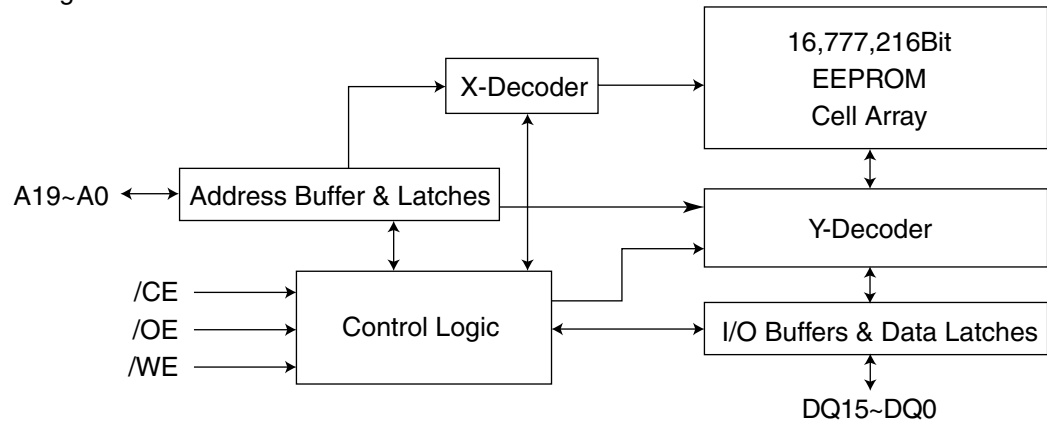 16,777,216Bit
EEPROM
Cell Array
X-Decoder
A19~A0
Address Buffer & Latches
Y-Decoder
/CE
/OE
/WE
Control Logic
I/O Buffers & Data Latches
DQ15~DQ0